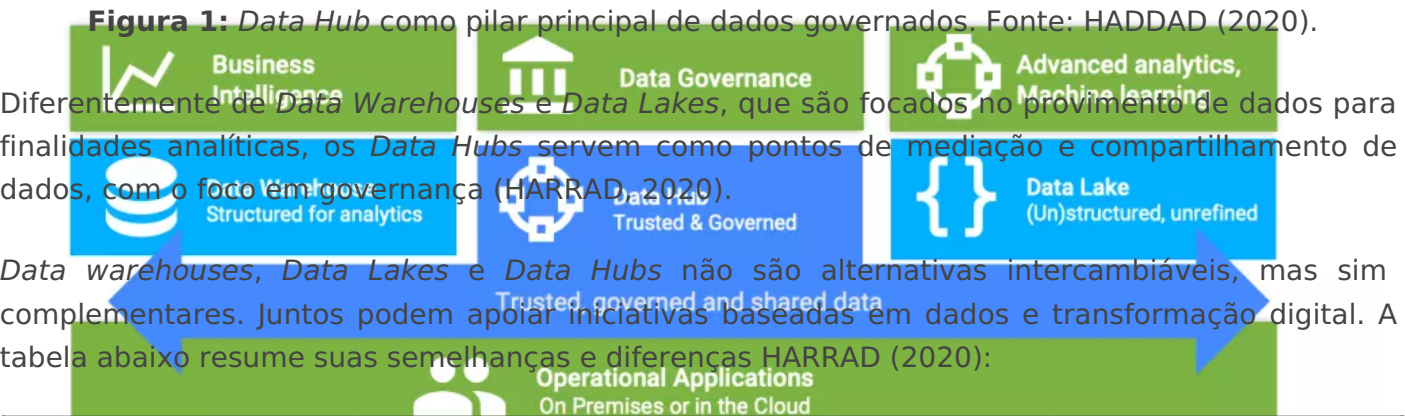 Figura 1: Data Hub como pilar principal de dados governados. Fonte: HADDAD (2020).
Business
Intelligence
Data Governance
Advanced analytics,
Machine learning
Diferentemente de Data Warehouses e Data Lakes, que são focados no provimento de dados para
finalidades analíticas, os Data Hubs servem como pontos de mediação e compartilhamento de
dados, com o foco em governança (HARRAD, 2020).
Data Warehouse
Structured for analytics
Data Hub
Trusted & Governed
Data Lake
(Un)structured, unrefined
Data warehouses, Data Lakes e Data Hubs não são alternativas intercambiáveis, mas sim
complementares. Juntos podem apoiar iniciativas baseadas em dados e transformação digital. A
tabela abaixo resume suas semelhanças e diferenças HARRAD (2020):
Trusted, governed and shared data
Operational Applications
On Premises or in the Cloud